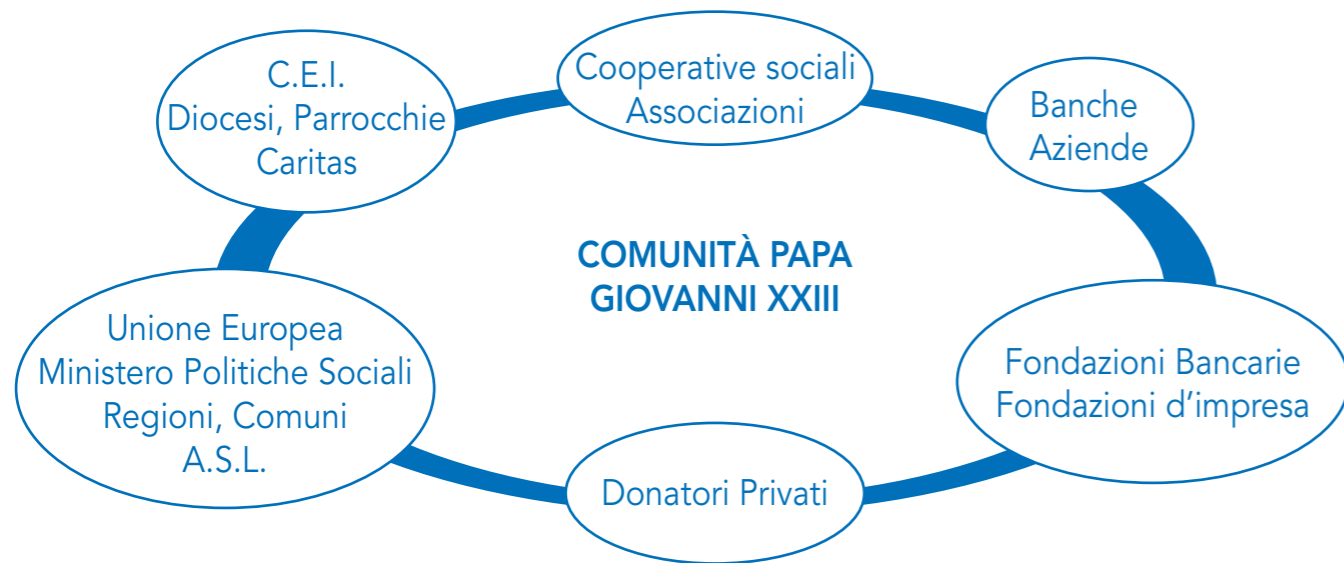 C.E.I.
Diocesi, Parrocchie
Caritas
Cooperative sociali
Associazioni
Banche
Aziende
COMUNITÀ PAPA
GIOVANNI XXIII
Unione Europea
Ministero Politiche Sociali
Regioni, Comuni
A.S.L.
Fondazioni Bancarie
Fondazioni d’impresa
Donatori Privati